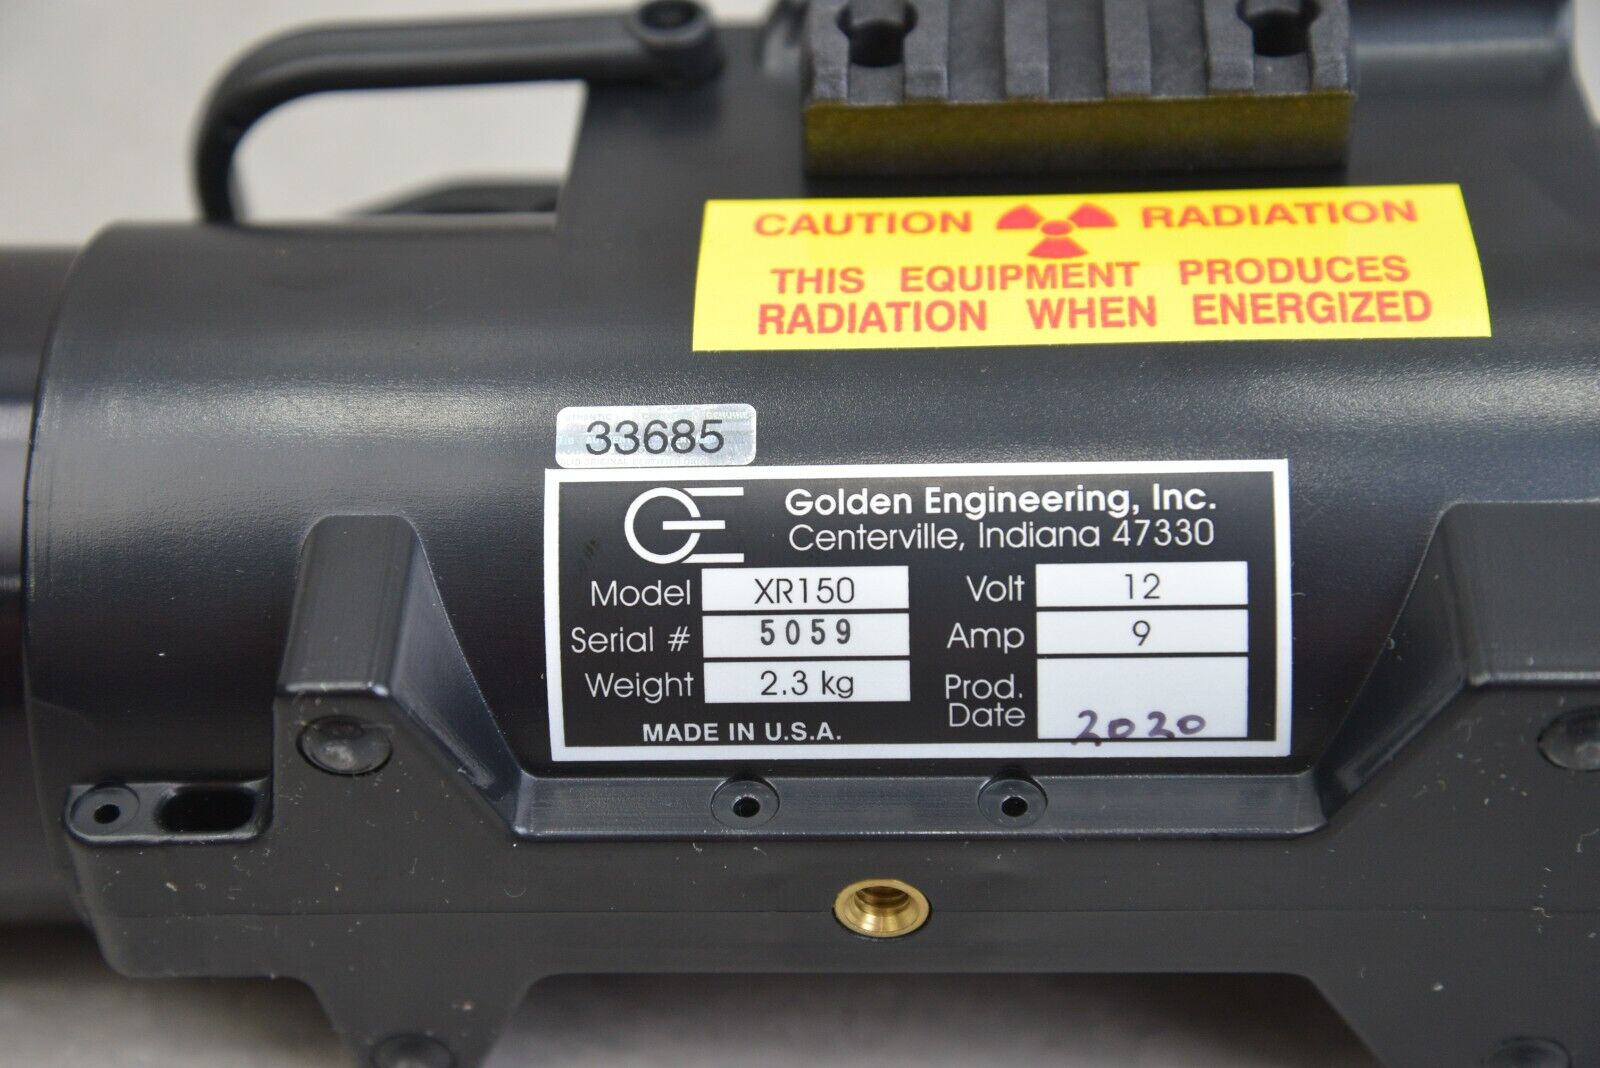 CAUTION RADIATION
THIS EQUIPMENT PRODUCES
RADIATION WHEN ENERGIZED
33685
GE
Golden Engineering, Inc.
Centerville, Indiana 47330
Model XR150 Volt 12
Serial # 5059 Amp 9
Weight 2.3 kg Prod. Date 2020
MADE IN U.S.A.